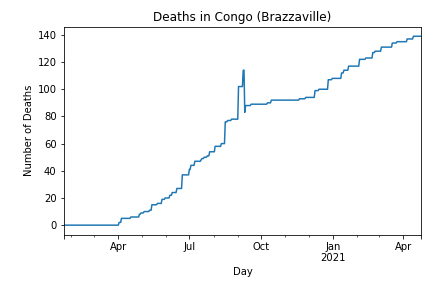 Deaths in Congo (Brazzaville)
140
120
100
80
60
40
20
0
Number of Deaths
Apr
Jul
Oct
Jan
2021
Apr
Day